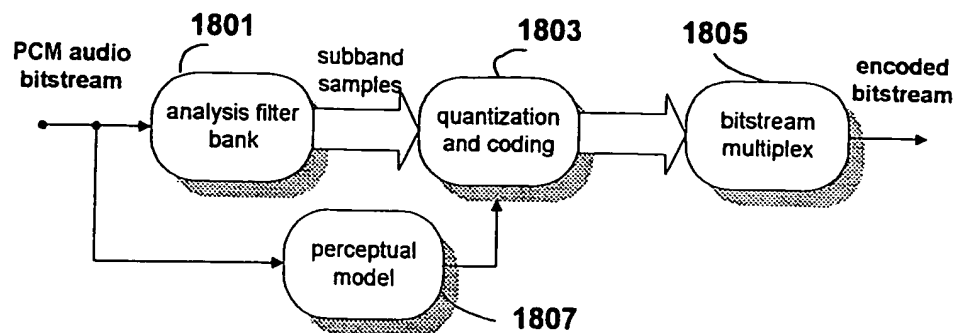 1801
1803
1805
PCM audio
bitstream
subband
samples
encoded
bitstream
analysis filter
bank
quantization
and coding
bitstream
multiplex
perceptual
model
1807